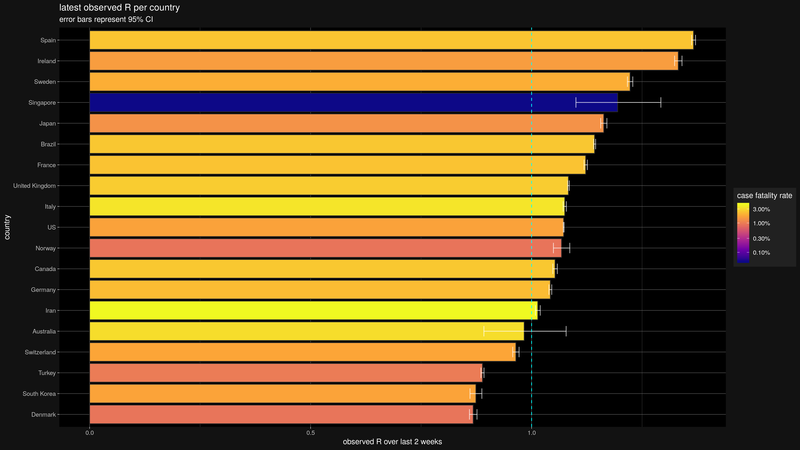 latest observed R per country
error bars represent 95% CI
Spain
Ireland
Sweden
Singapore
Japan
Brazil
France
United Kingdom
Italy
US
Norway
Canada
Germany
Iran
Australia
Switzerland
Turkey
South Korea
Denmark
country
0.0
0.5
1.0
observed R over last 2 weeks
case fatality rate
3.00%
1.00%
0.30%
0.10%